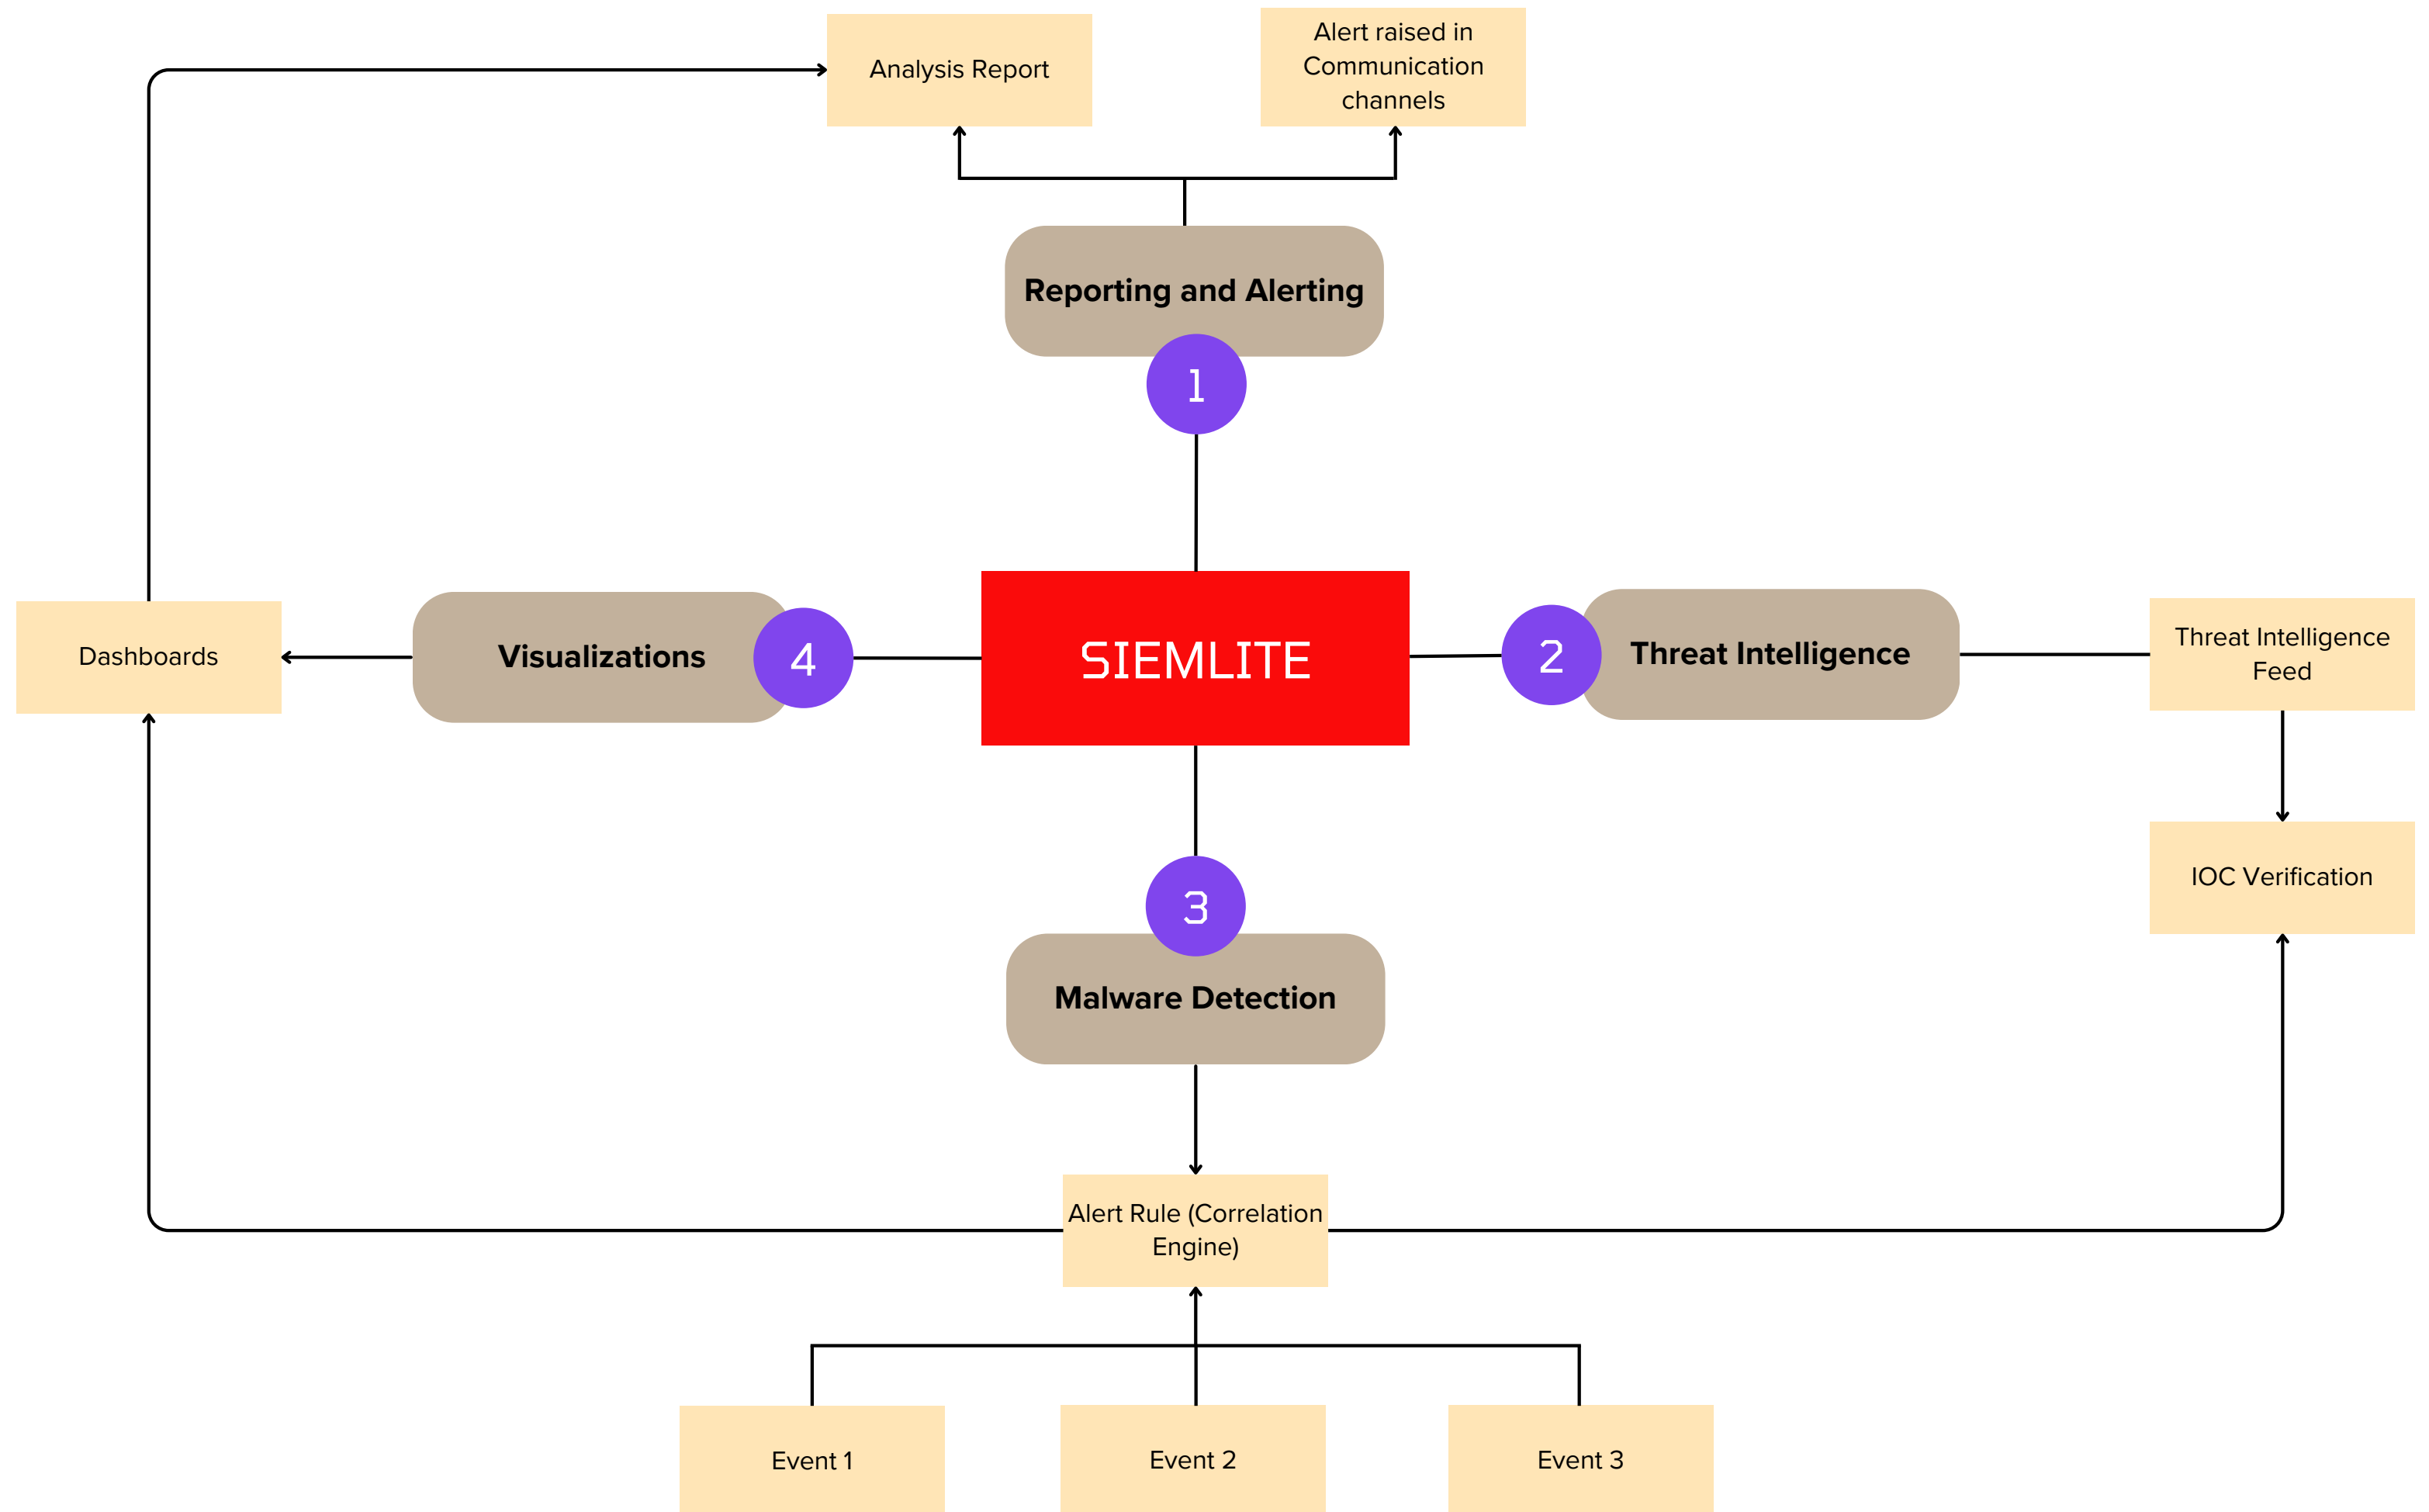 Analysis Report
Alert raised in
Communication
channels
Reporting and Alerting
1
Dashboards
Visualizations
4
SIEMLITE
2
Threat Intelligence
Threat Intelligence
Feed
IOC Verification
3
Malware Detection
Alert Rule (Correlation
Engine)
Event 1
Event 2
Event 3